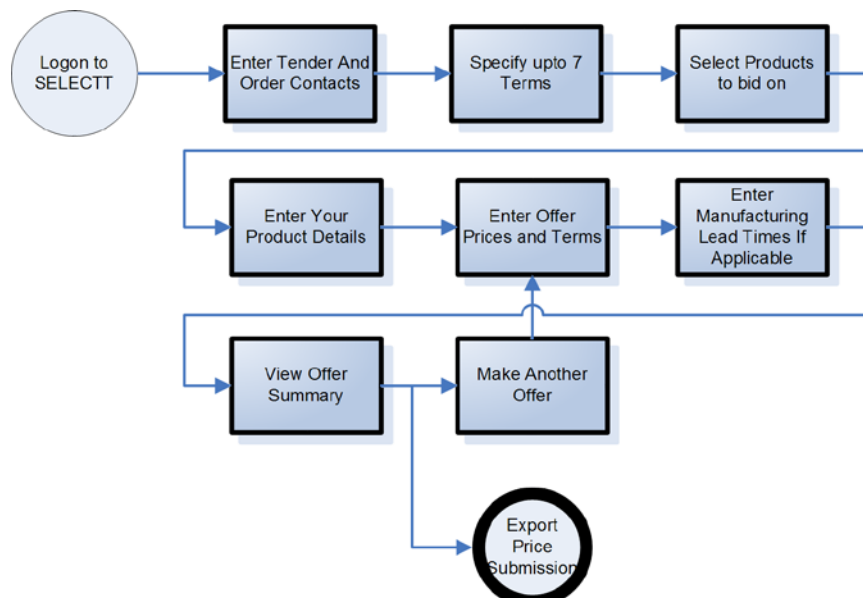 Logon to
SELECTT
Enter Tender And
Order Contacts
Specify upto 7
Terms
Select Products
to bid on
Enter Your
Product Details
Enter Offer
Prices and Terms
Enter
Manufacturing
Lead Times If
Applicable
View Offer
Summary
Make Another
Offer
Export
Price
Submission